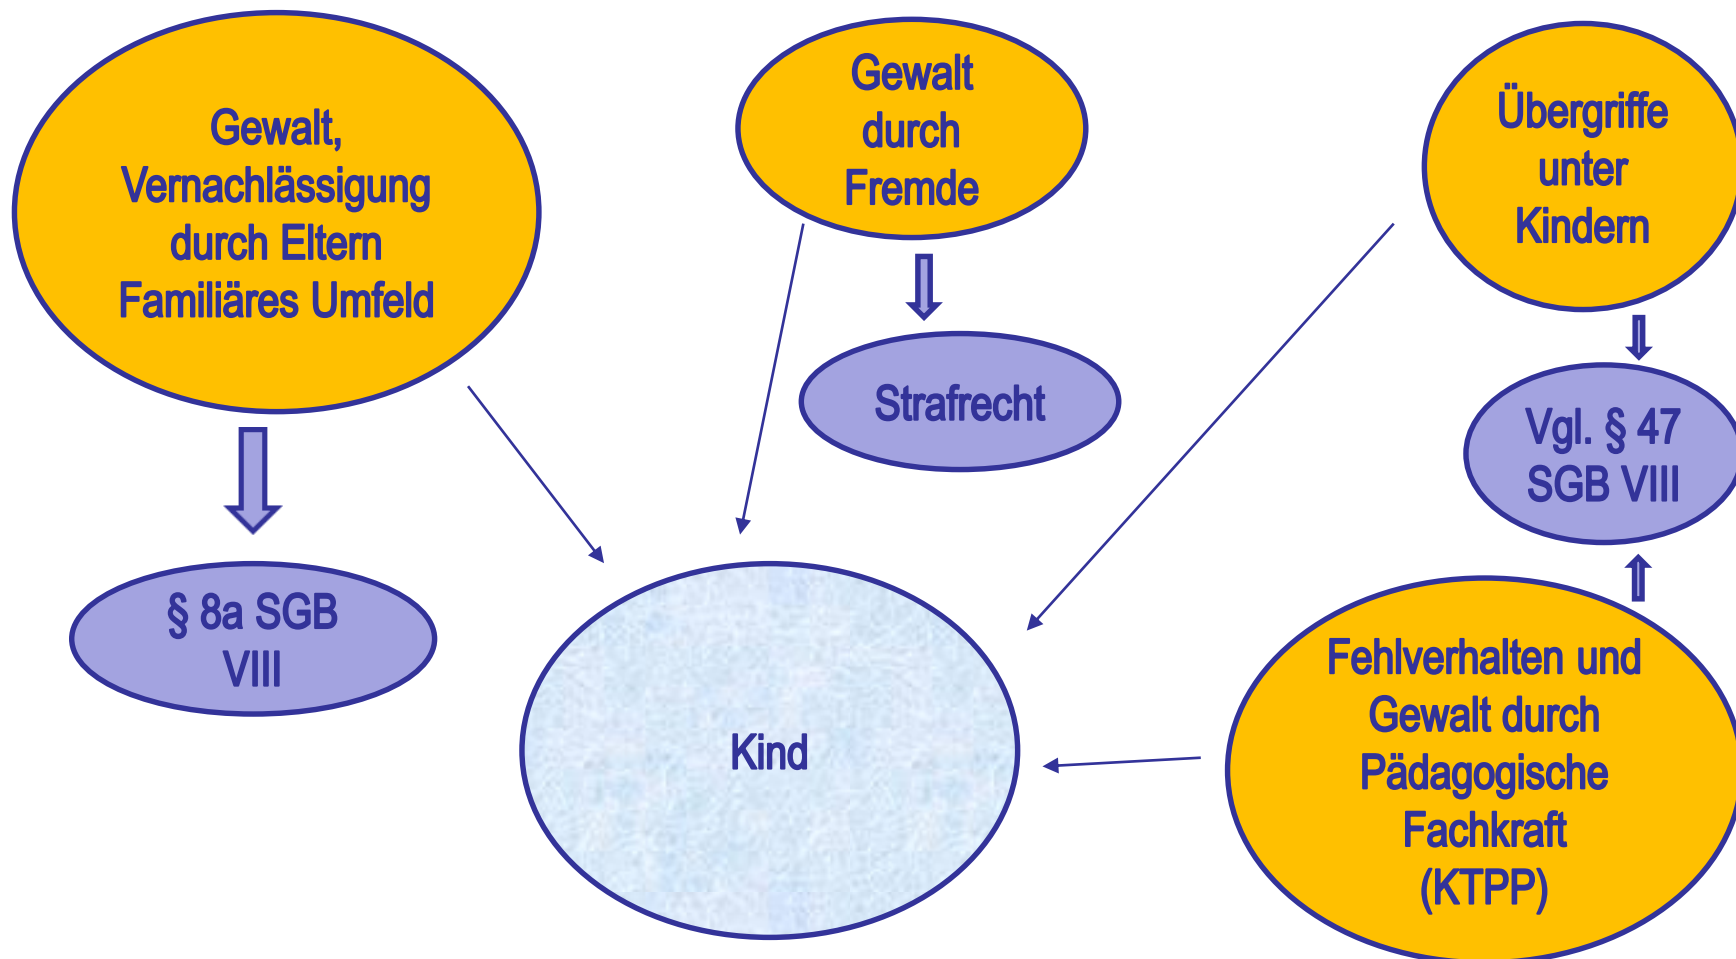 Gewalt,
Vernachlässigung
durch Eltern
Familiäres Umfeld
Gewalt
durch
Fremde
Übergriffe
unter
Kindern
Strafrecht
Vgl. § 47
SGB VIII
§ 8a SGB
VIII
Kind
Fehlverhalten und
Gewalt durch
Pädagogische
Fachkraft
(KTPP)